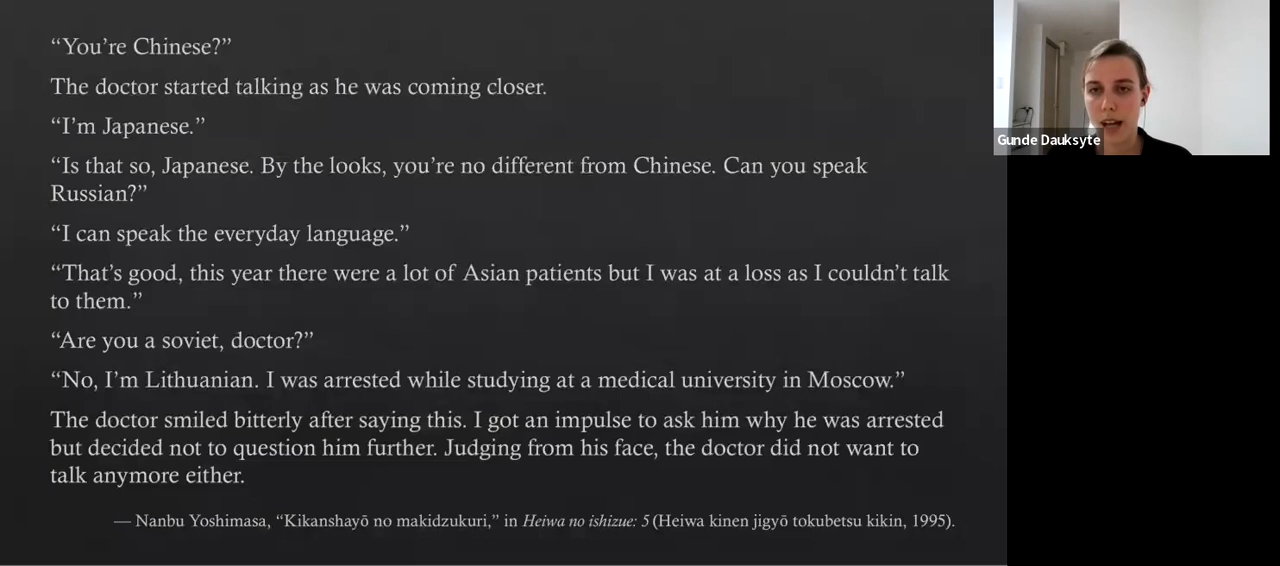 “You’re Chinese?”
The doctor started talking as he was coming closer.
“I’m Japanese.”
“Is that so, Japanese. By the looks, you’re no different from Chinese. Can you speak
Russian?”
“I can speak the everyday language.”
“That’s good, this year there were a lot of Asian patients but I was at a loss as I couldn’t talk
to them.”
“Are you a soviet, doctor?”
“No, I’m Lithuanian. I was arrested while studying at a medical university in Moscow.”
The doctor smiled bitterly after saying this. I got an impulse to ask him why he was arrested
but decided not to question him further. Judging from his face, the doctor did not want to
talk anymore either.
— Nanbu Yoshimasa, “Kikanshayō no makidzukuri,” in Heiwa no ishizue: 5 (Heiwa kinen jigyō tokubetsu kikin, 1995).
Gunde Dauksyte